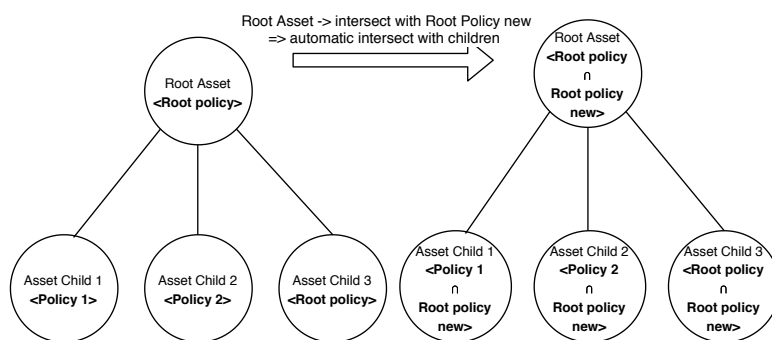 Root Asset -> intersect with Root Policy new
=> automatic intersect with children
Root Asset
<Root policy>
Root Asset
<Root policy
∩
Root policy
new>
Asset Child 1
<Policy 1>
Asset Child 2
<Policy 2>
Asset Child 3
<Root policy>
Asset Child 1
<Policy 1
∩
Root policy
new>
Asset Child 2
<Policy 2
∩
Root policy
new>
Asset Child 3
<Root policy
∩
Root policy
new>